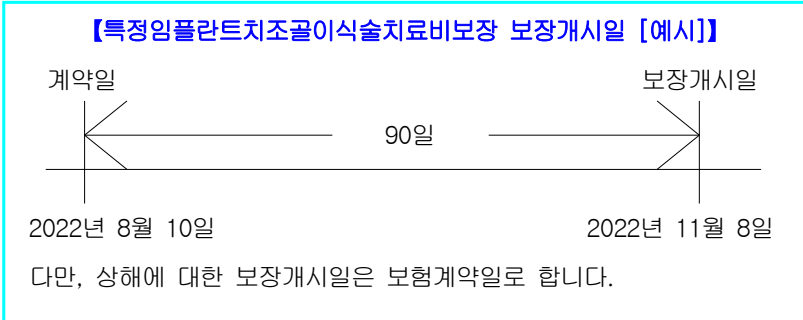 【특정임플란트치조골이식술치료비보장 보장개시일 [예시]】
계약일 보장개시일
90일
2022년 8월 10일 2022년 11월 8일
다만, 상해에 대한 보장개시일은 보험계약일로 합니다.